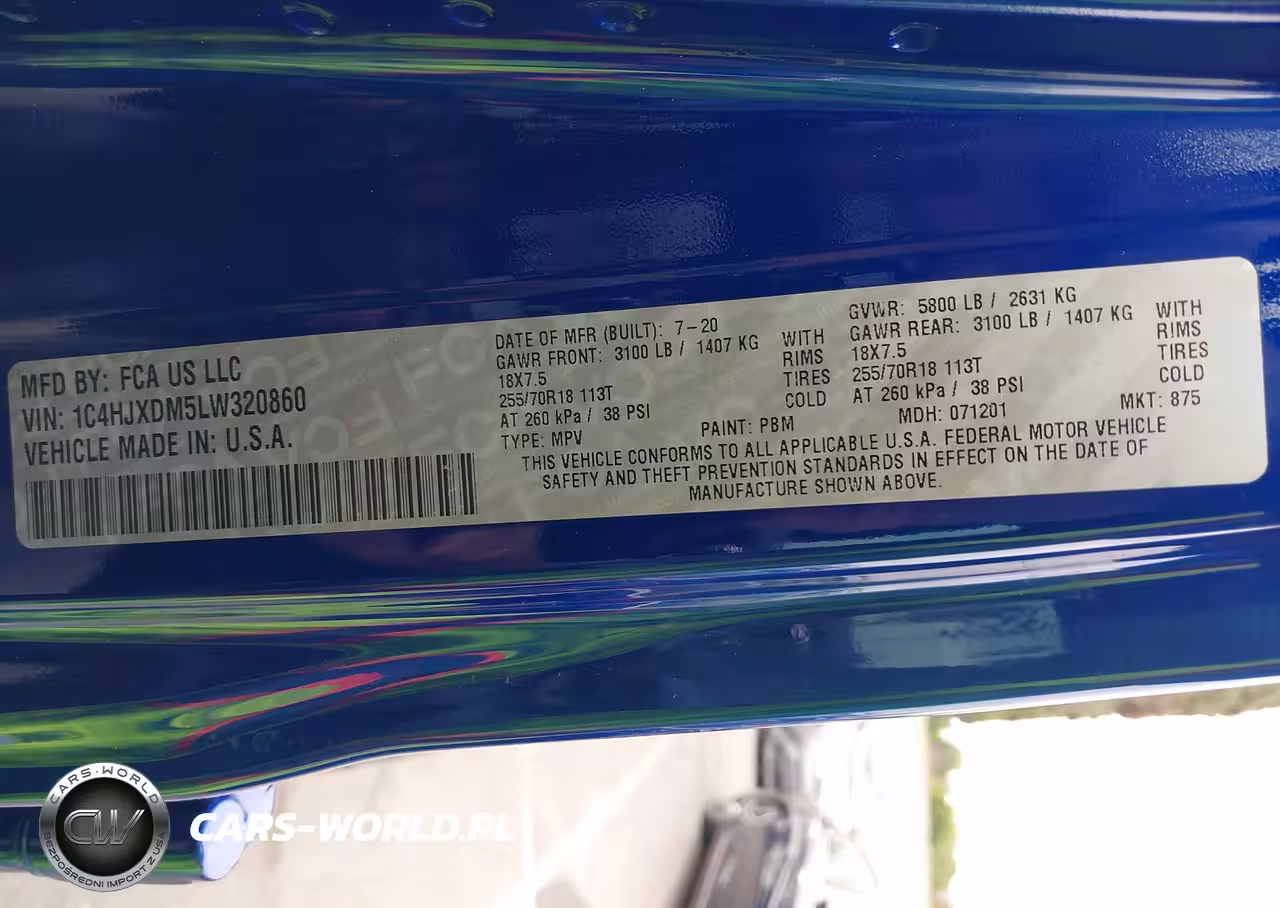 MFD BY: FCA US LLC
VIN: 1C4HJXDM5LW320860
VEHICLE MADE IN: U.S.A.
DATE OF MFR (BUILT): 7-20
GAWR FRONT: 3100 LB / 1407 KG WITH
18X7.5 RIMS
255/70R18 113T TIRES
AT 260 kPa / 38 PSI COLD
GVWR: 5800 LB / 2631 KG
GAWR REAR: 3100 LB / 1407 KG WITH
18X7.5 RIMS
255/70R18 113T TIRES
AT 260 kPa / 38 PSI COLD
TYPE: MPV PAINT: PBM MDH: 071201 MKT: 875
THIS VEHICLE CONFORMS TO ALL APPLICABLE U.S.A. FEDERAL MOTOR VEHICLE
SAFETY AND THEFT PREVENTION STANDARDS IN EFFECT ON THE DATE OF
MANUFACTURE SHOWN ABOVE.
CARS-WORLD
CW
BEZPOŚREDNI IMPORT Z USA
CARS-WORLD.PL